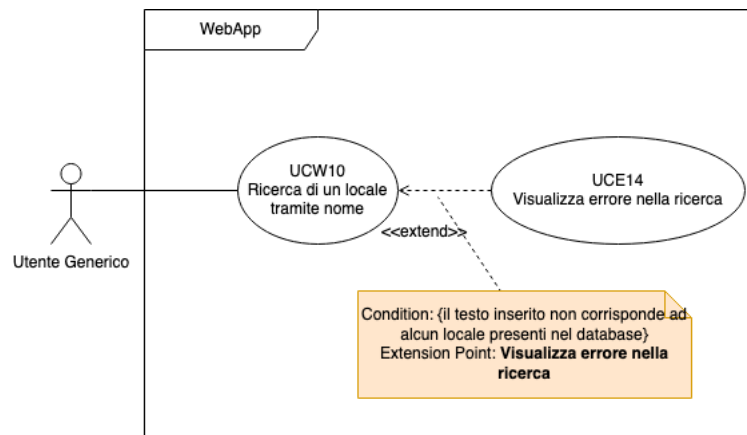 WebApp
UCW10
Ricerca di un locale
tramite nome
UCE14
Visualizza errore nella ricerca
<<extend>>
Utente Generico
Condition: {il testo inserito non corrisponde ad
alcun locale presenti nel database}
Extension Point: Visualizza errore nella
ricerca